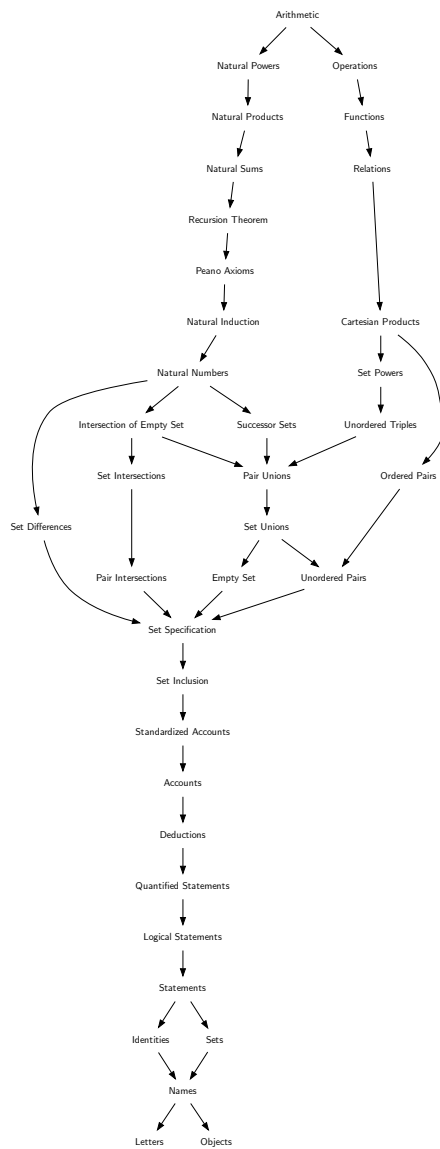 Arithmetic
Natural Powers
Operations
Natural Products
Functions
Natural Sums
Relations
Recursion Theorem
Peano Axioms
Natural Induction
Cartesian Products
Natural Numbers
Set Powers
Intersection of Empty Set
Successor Sets
Unordered Triples
Set Intersections
Pair Unions
Ordered Pairs
Set Differences
Set Unions
Pair Intersections
Empty Set
Unordered Pairs
Set Specification
Set Inclusion
Standardized Accounts
Accounts
Deductions
Quantified Statements
Logical Statements
Statements
Identities
Sets
Names
Letters
Objects